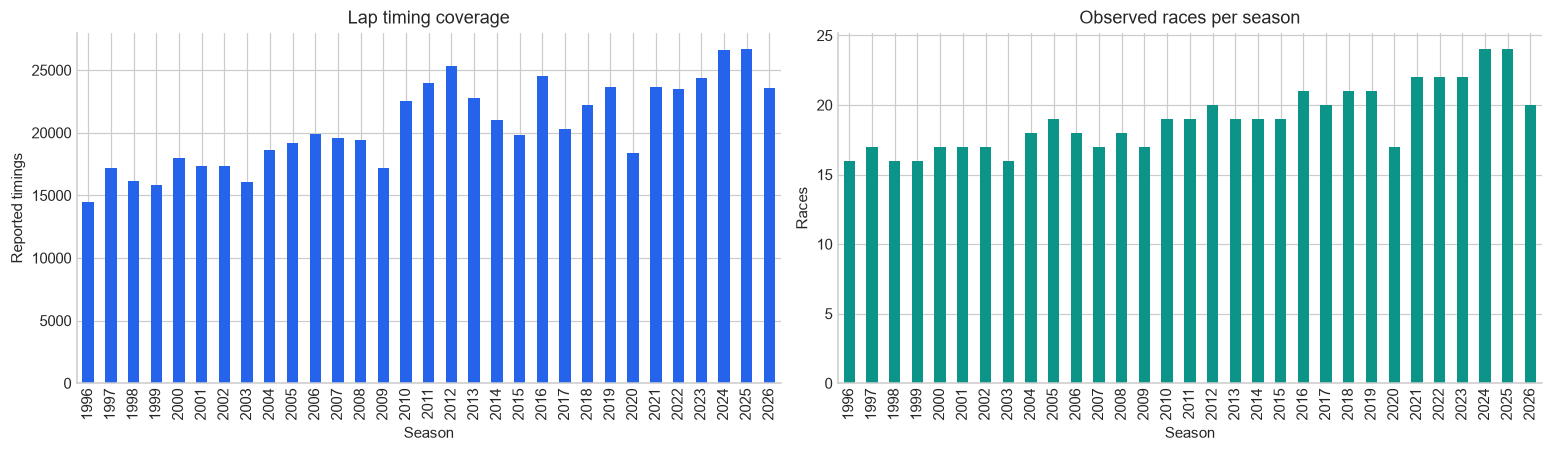 Lap timing coverage
Reported timings
25000
20000
15000
10000
5000
0
1996 1997 1998 1999 2000 2001 2002 2003 2004 2005 2006 2007 2008 2009 2010 2011 2012 2013 2014 2015 2016 2017 2018 2019 2020 2021 2022 2023 2024 2025 2026
Season
Observed races per season
Races
25
20
15
10
5
0
1996 1997 1998 1999 2000 2001 2002 2003 2004 2005 2006 2007 2008 2009 2010 2011 2012 2013 2014 2015 2016 2017 2018 2019 2020 2021 2022 2023 2024 2025 2026
Season